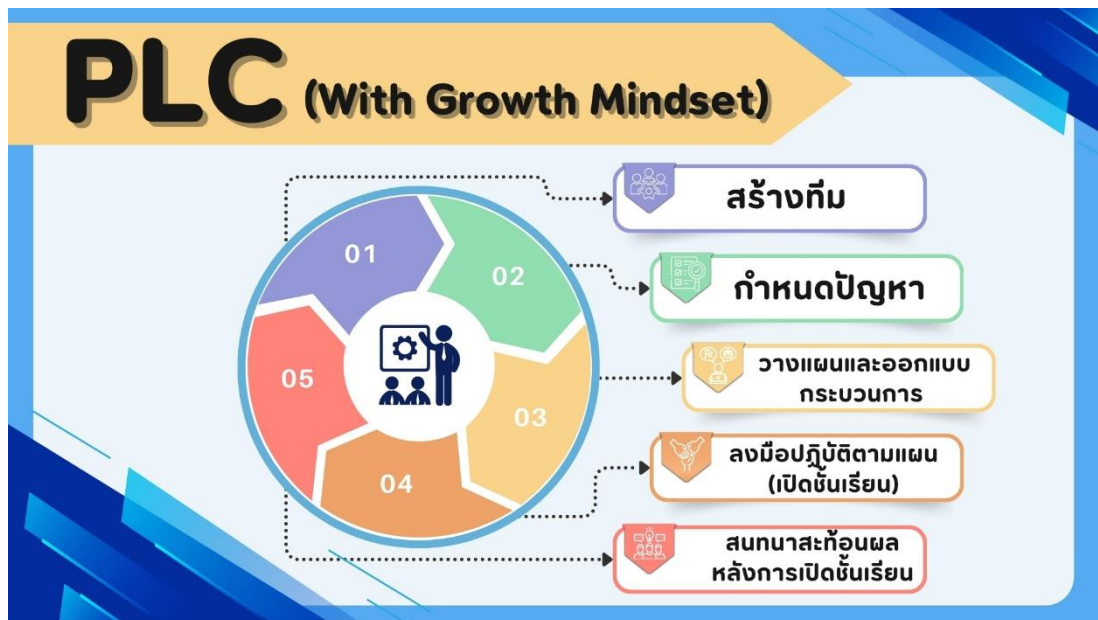 PLC (With Growth Mindset)
01
สร้างทีม
02
กำหนดปัญหา
03
วางแผนและออกแบบ
กระบวนการ
04
ลงมือปฏิบัติตามแผน
(เปิดชั้นเรียน)
05
สนทนาสะท้อนผล
หลังการเปิดชั้นเรียน